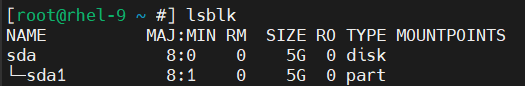 [root@rhel-9 ~ #] lsblk
NAME          MAJ:MIN RM  SIZE RO TYPE MOUNTPOINTS
sda             8:0    0    5G  0 disk
└─sda1          8:1    0    5G  0 part